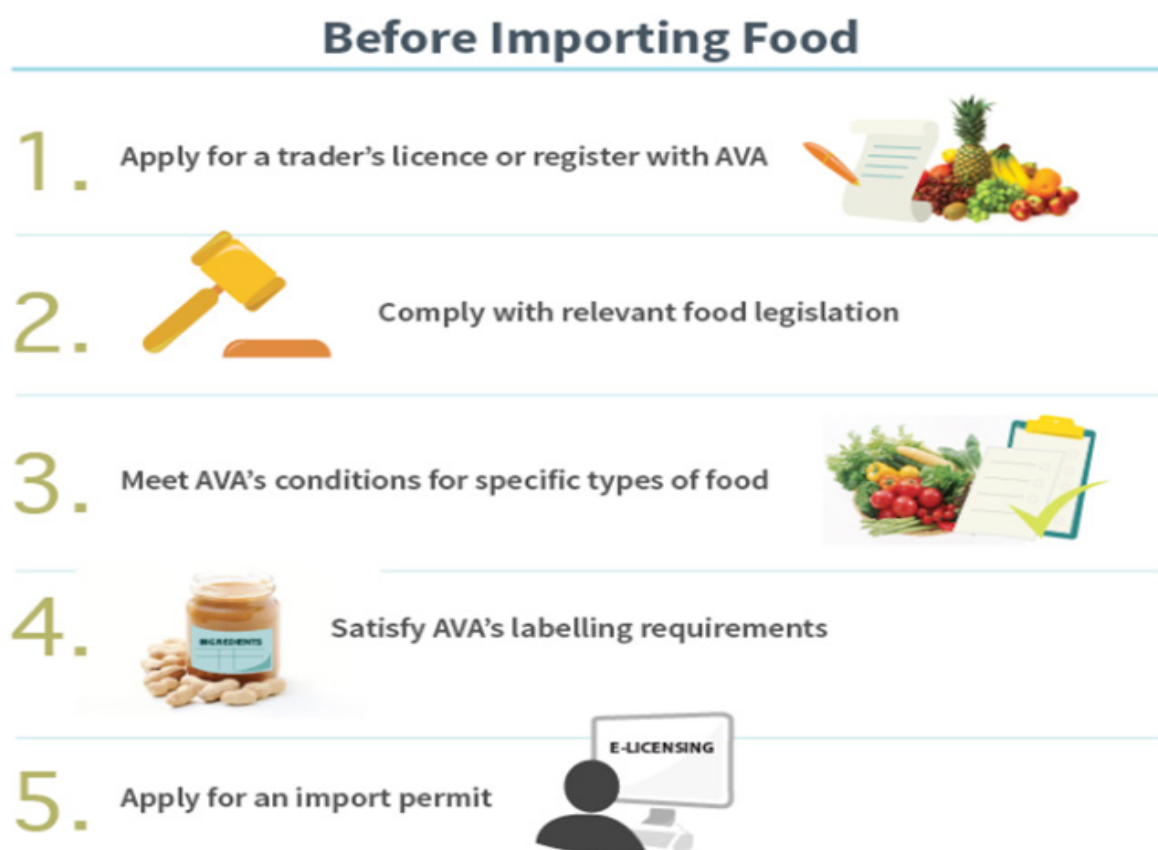 Before Importing Food
1. Apply for a trader's licence or register with AVA
2. Comply with relevant food legislation
3. Meet AVA's conditions for specific types of food
4. Satisfy AVA's labelling requirements
INGREDIENTS
E-LICENSING
5. Apply for an import permit